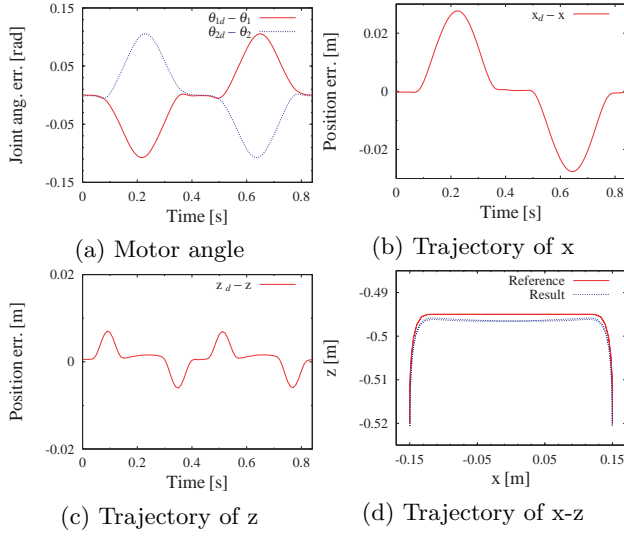 0.15
0.05
-0.05
-0.15
Joint ang. err. [rad]
θ1d − θ1
θ2d − θ2
0 0.2 0.4 0.6 0.8
Time [s]
(a) Motor angle
0.02
0
-0.02
Position err. [m]
xd − x
0 0.2 0.4 0.6 0.8
Time [s]
(b) Trajectory of x
0.02
0
-0.02
Position err. [m]
z d − z
0 0.2 0.4 0.6 0.8
Time [s]
(c) Trajectory of z
-0.49
-0.5
-0.51
-0.52
z [m]
Reference
Result
-0.15 -0.05 0.05 0.15
x [m]
(d) Trajectory of x-z